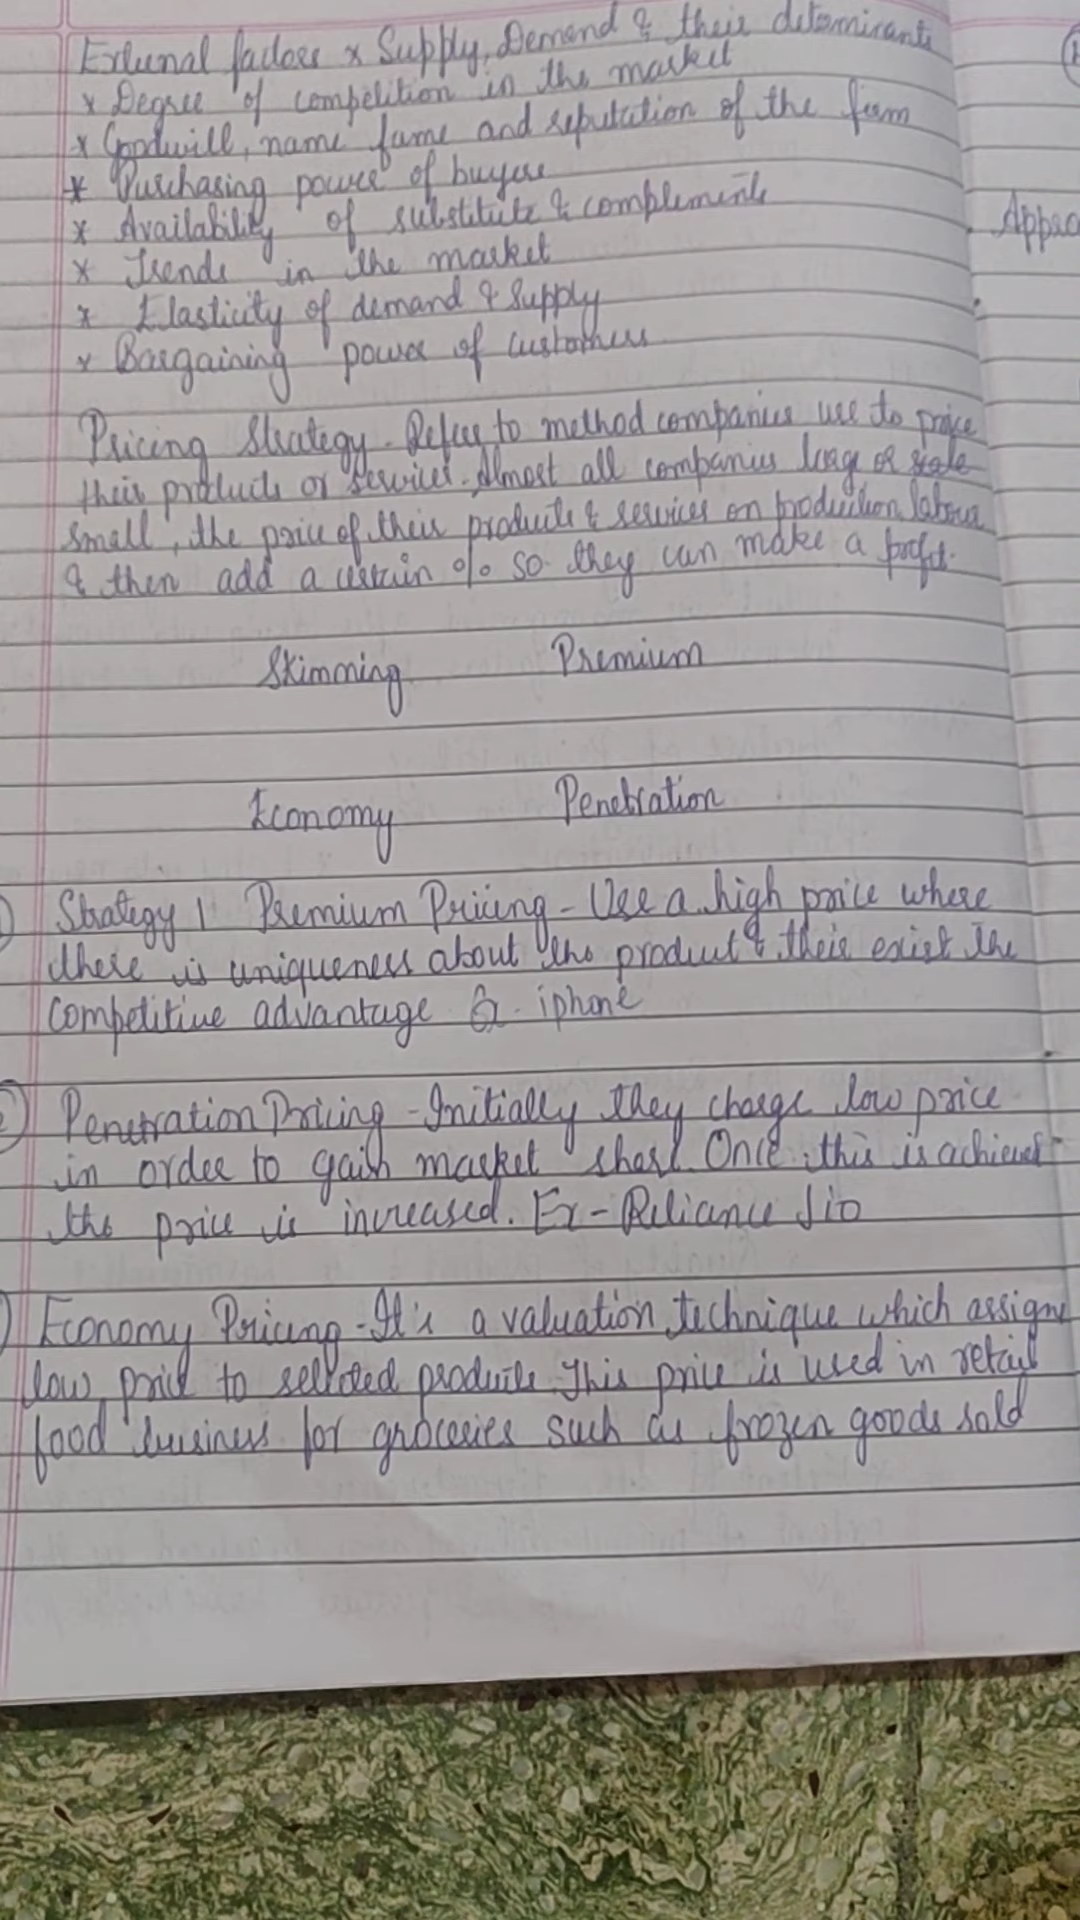 External factors x Supply, Demand & their determinants
x Degree of competition in the market
x Goodwill, name fame and reputation of the firm
x Purchasing power of buyers
x Availability of substitute & complements
x Trends in the market
x Elasticity of demand & supply
x Bargaining power of customers
Pricing Strategy - Refers to method companies use to price
their products or services. Almost all companies large or
small, the price of their products & services on production, labour
& then add a certain % so they can make a profit.
Skimming Premium
Economy Penetration
Strategy 1 Premium Pricing - Use a high price where
there is uniqueness about the product & their exist the
competitive advantage Ex - iphone
Penetration Pricing - Initially they charge low price
in order to gain market share. Once this is achieved
the price is increased. Ex - Reliance Jio
Economy Pricing - It's a valuation technique which assigns
low price to selected products. This price is used in retail
food business for groceries such as frozen goods sold